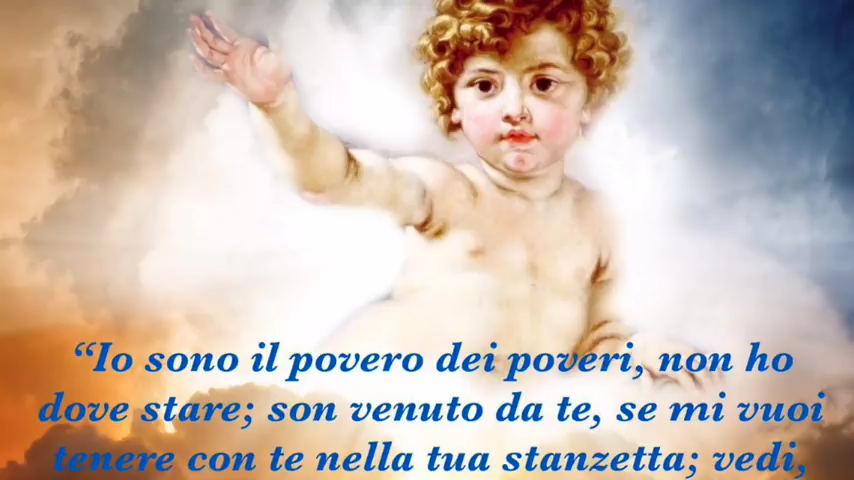 “Io sono il povero dei poveri, non ho
dove stare; son venuto da te, se mi vuoi
tenere con te nella tua stanzetta; vedi,